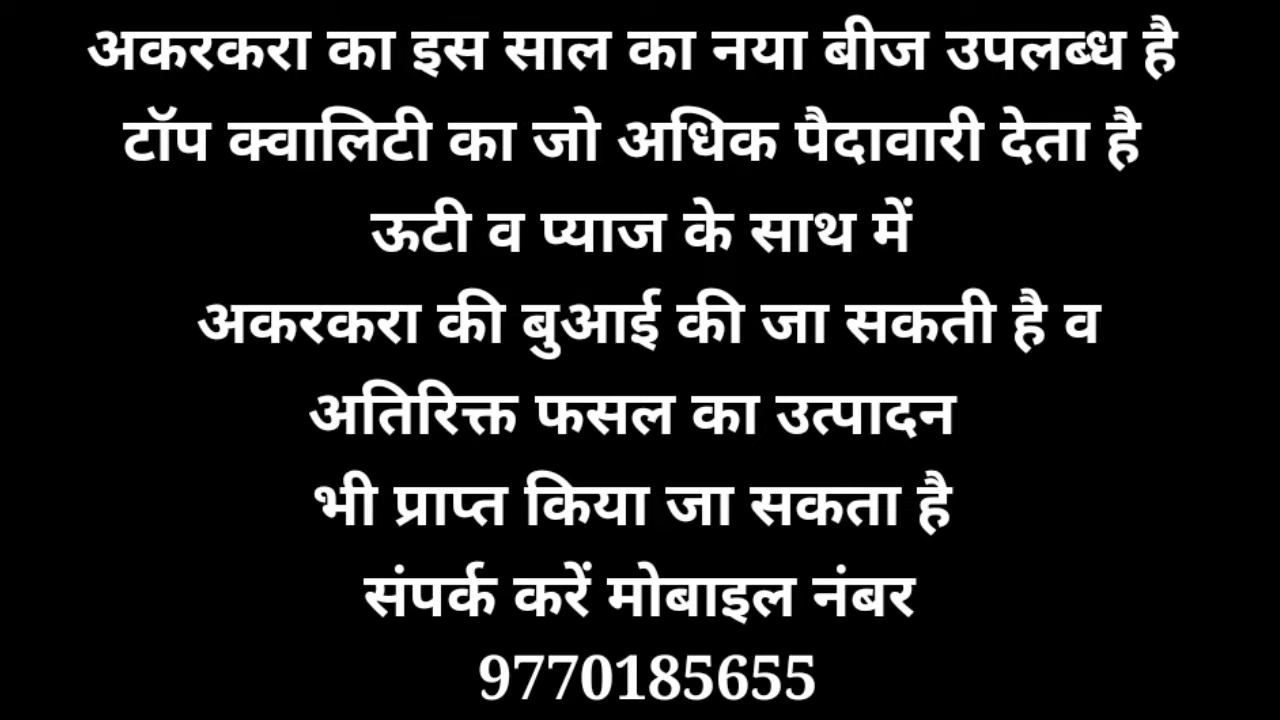 अकरकरा का इस साल का नया बीज उपलब्ध है
टॉप क्वालिटी का जो अधिक पैदावारी देता है
ऊटी व प्याज के साथ में
अकरकरा की बुआई की जा सकती है व
अतिरिक्त फसल का उत्पादन
भी प्राप्त किया जा सकता है
संपर्क करें मोबाइल नंबर
9770185655